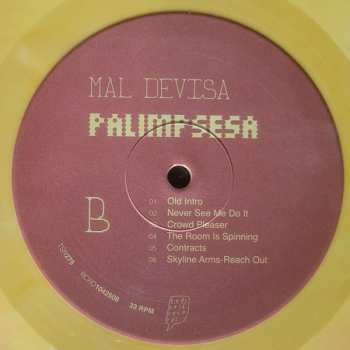 MAL DEVISA
PALIMPSESA
B
01 Old Intro
02 Never See Me Do It
03 Crowd Pleaser
04 The Room Is Spinning
05 Contracts
06 Skyline Arms-Reach Out
33 RPM